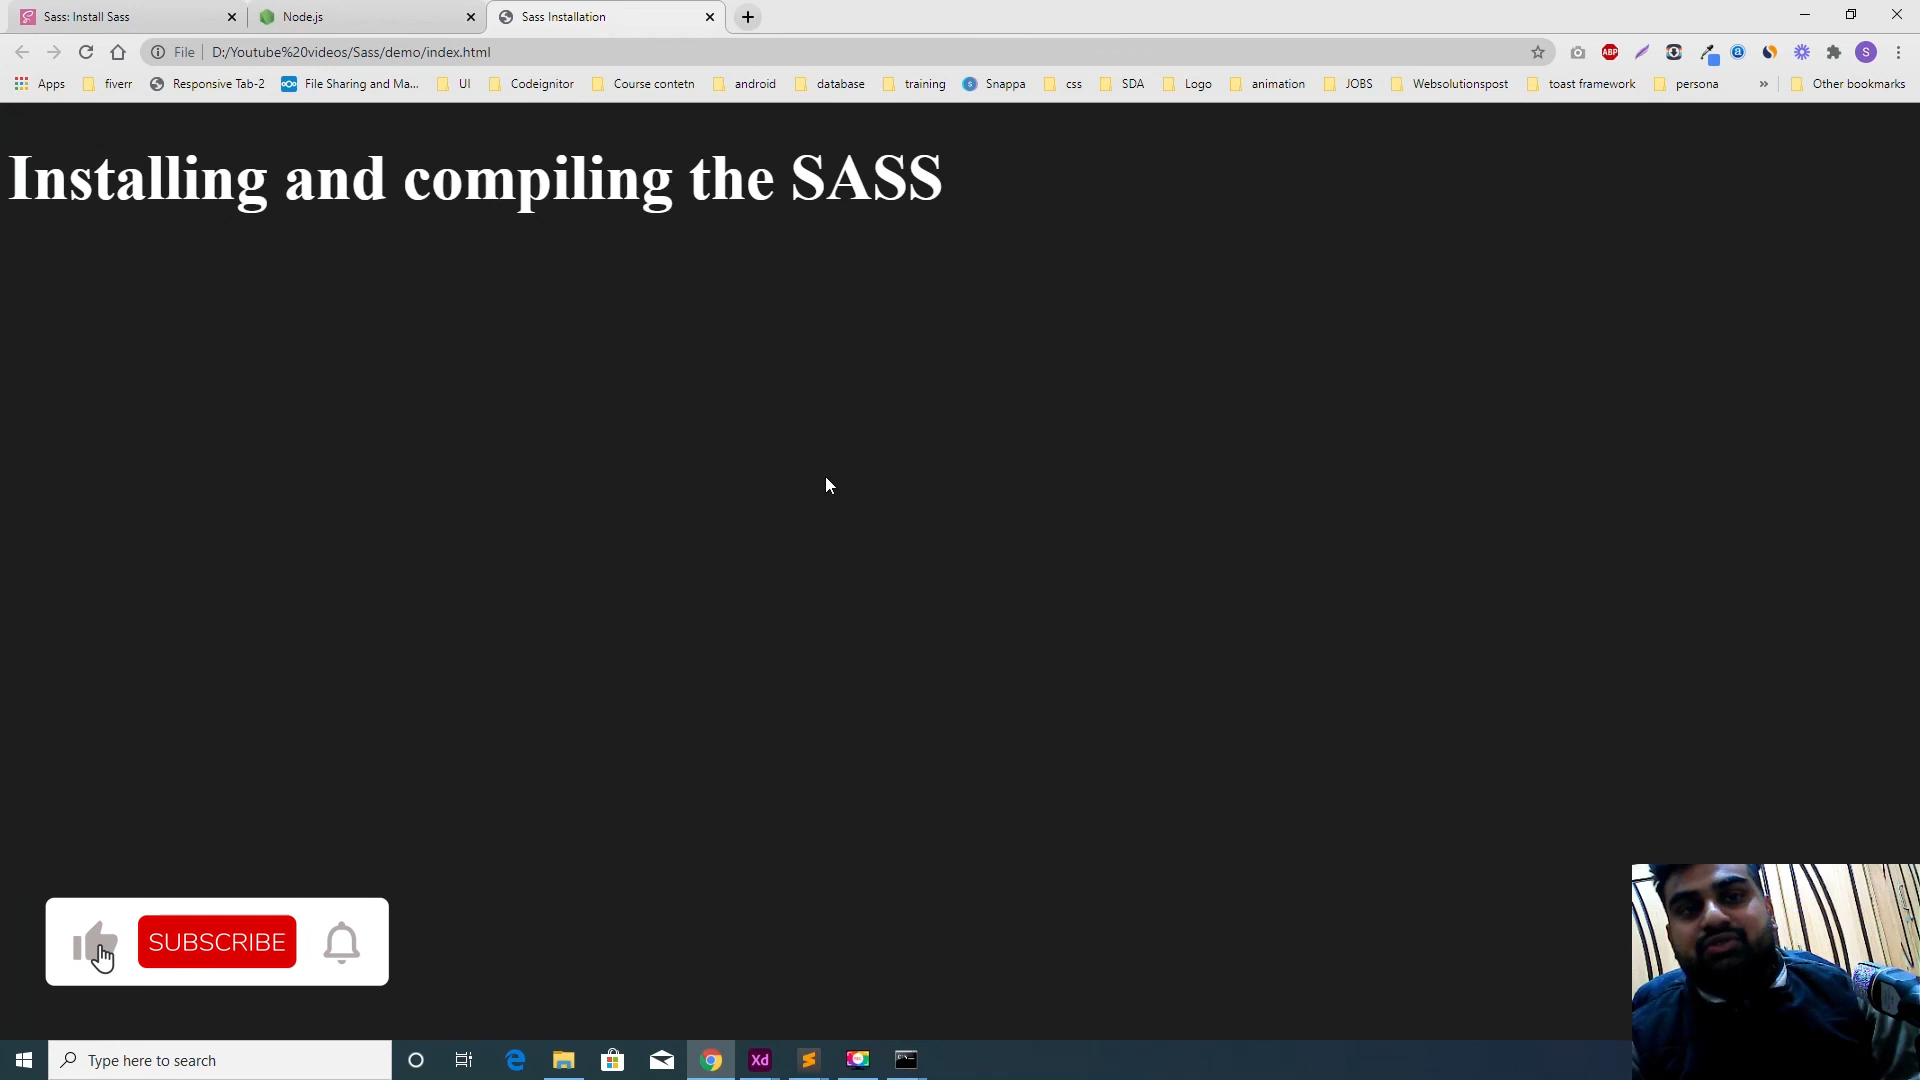 Sass: Install Sass
Node.js
Sass Installation
File
D:/Youtube%20videos/Sass/demo/index.html
ABP
a
S
Apps
fiverr
Responsive Tab-2
File Sharing and Ma...
UI
Codeignitor
Course contetn
android
database
training
Snappa
css
SDA
Logo
animation
JOBS
Websolutionspost
toast framework
persona
»
Other bookmarks
Installing and compiling the SASS
SUBSCRIBE
Type here to search
Xd